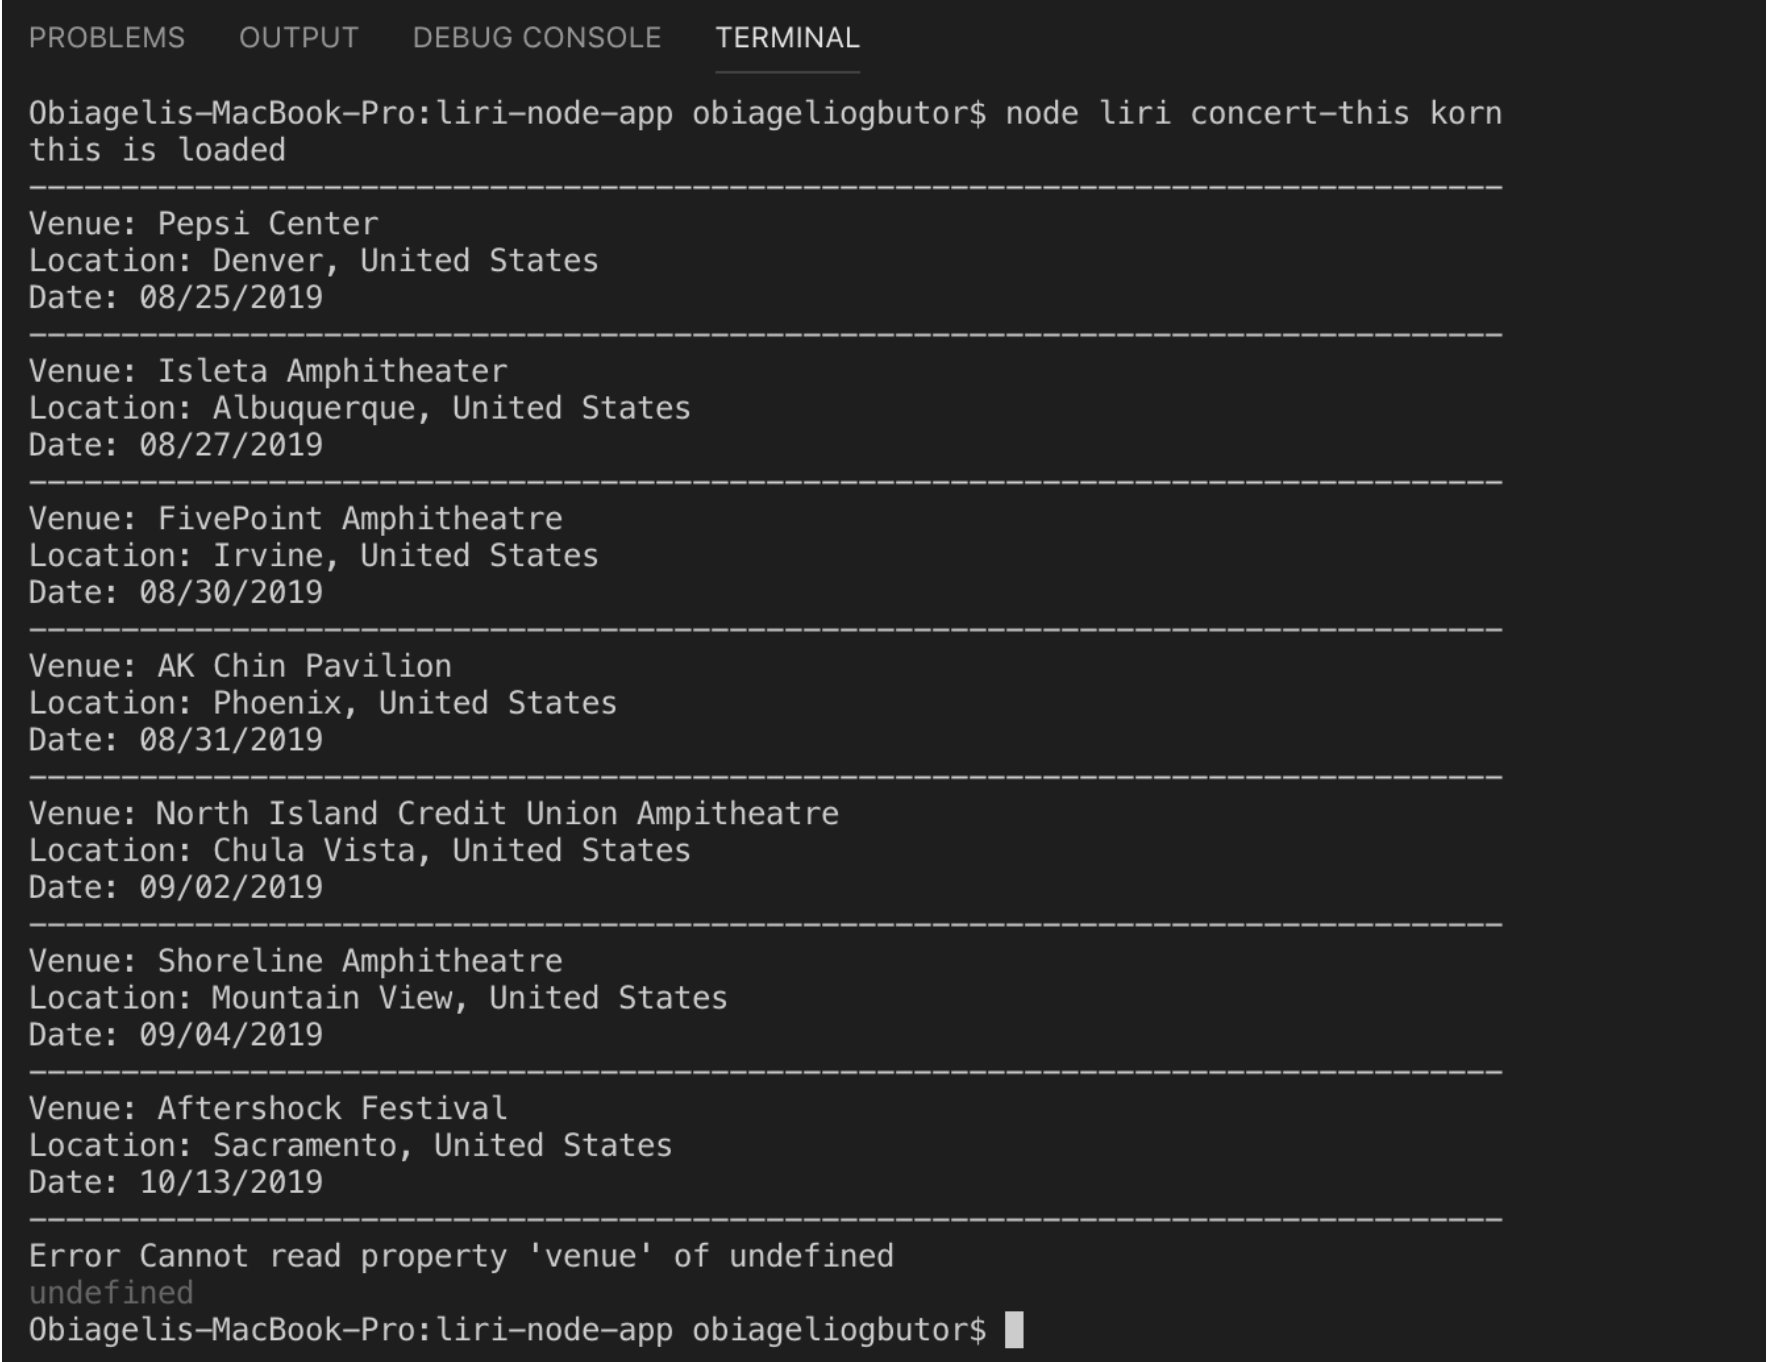 PROBLEMS OUTPUT DEBUG CONSOLE TERMINAL
Obiagelis-MacBook-Pro:liri-node-app obiageliogbutor$ node liri concert-this korn
this is loaded
--------------------------------------------------------------------------------
Venue: Pepsi Center
Location: Denver, United States
Date: 08/25/2019
--------------------------------------------------------------------------------
Venue: Isleta Amphitheater
Location: Albuquerque, United States
Date: 08/27/2019
--------------------------------------------------------------------------------
Venue: FivePoint Amphitheatre
Location: Irvine, United States
Date: 08/30/2019
--------------------------------------------------------------------------------
Venue: AK Chin Pavilion
Location: Phoenix, United States
Date: 08/31/2019
--------------------------------------------------------------------------------
Venue: North Island Credit Union Ampitheatre
Location: Chula Vista, United States
Date: 09/02/2019
--------------------------------------------------------------------------------
Venue: Shoreline Amphitheatre
Location: Mountain View, United States
Date: 09/04/2019
--------------------------------------------------------------------------------
Venue: Aftershock Festival
Location: Sacramento, United States
Date: 10/13/2019
--------------------------------------------------------------------------------
Error Cannot read property 'venue' of undefined
undefined
Obiagelis-MacBook-Pro:liri-node-app obiageliogbutor$